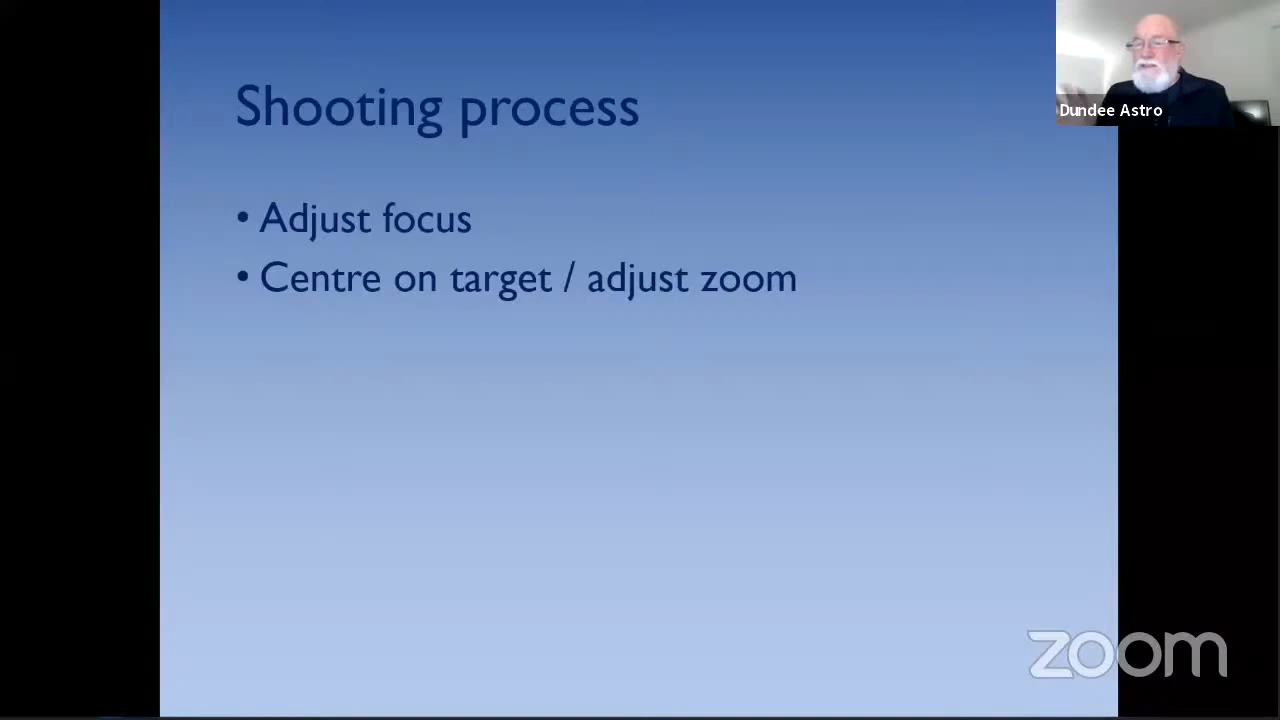 Shooting process
Dundee Astro
• Adjust focus
• Centre on target / adjust zoom
zoom